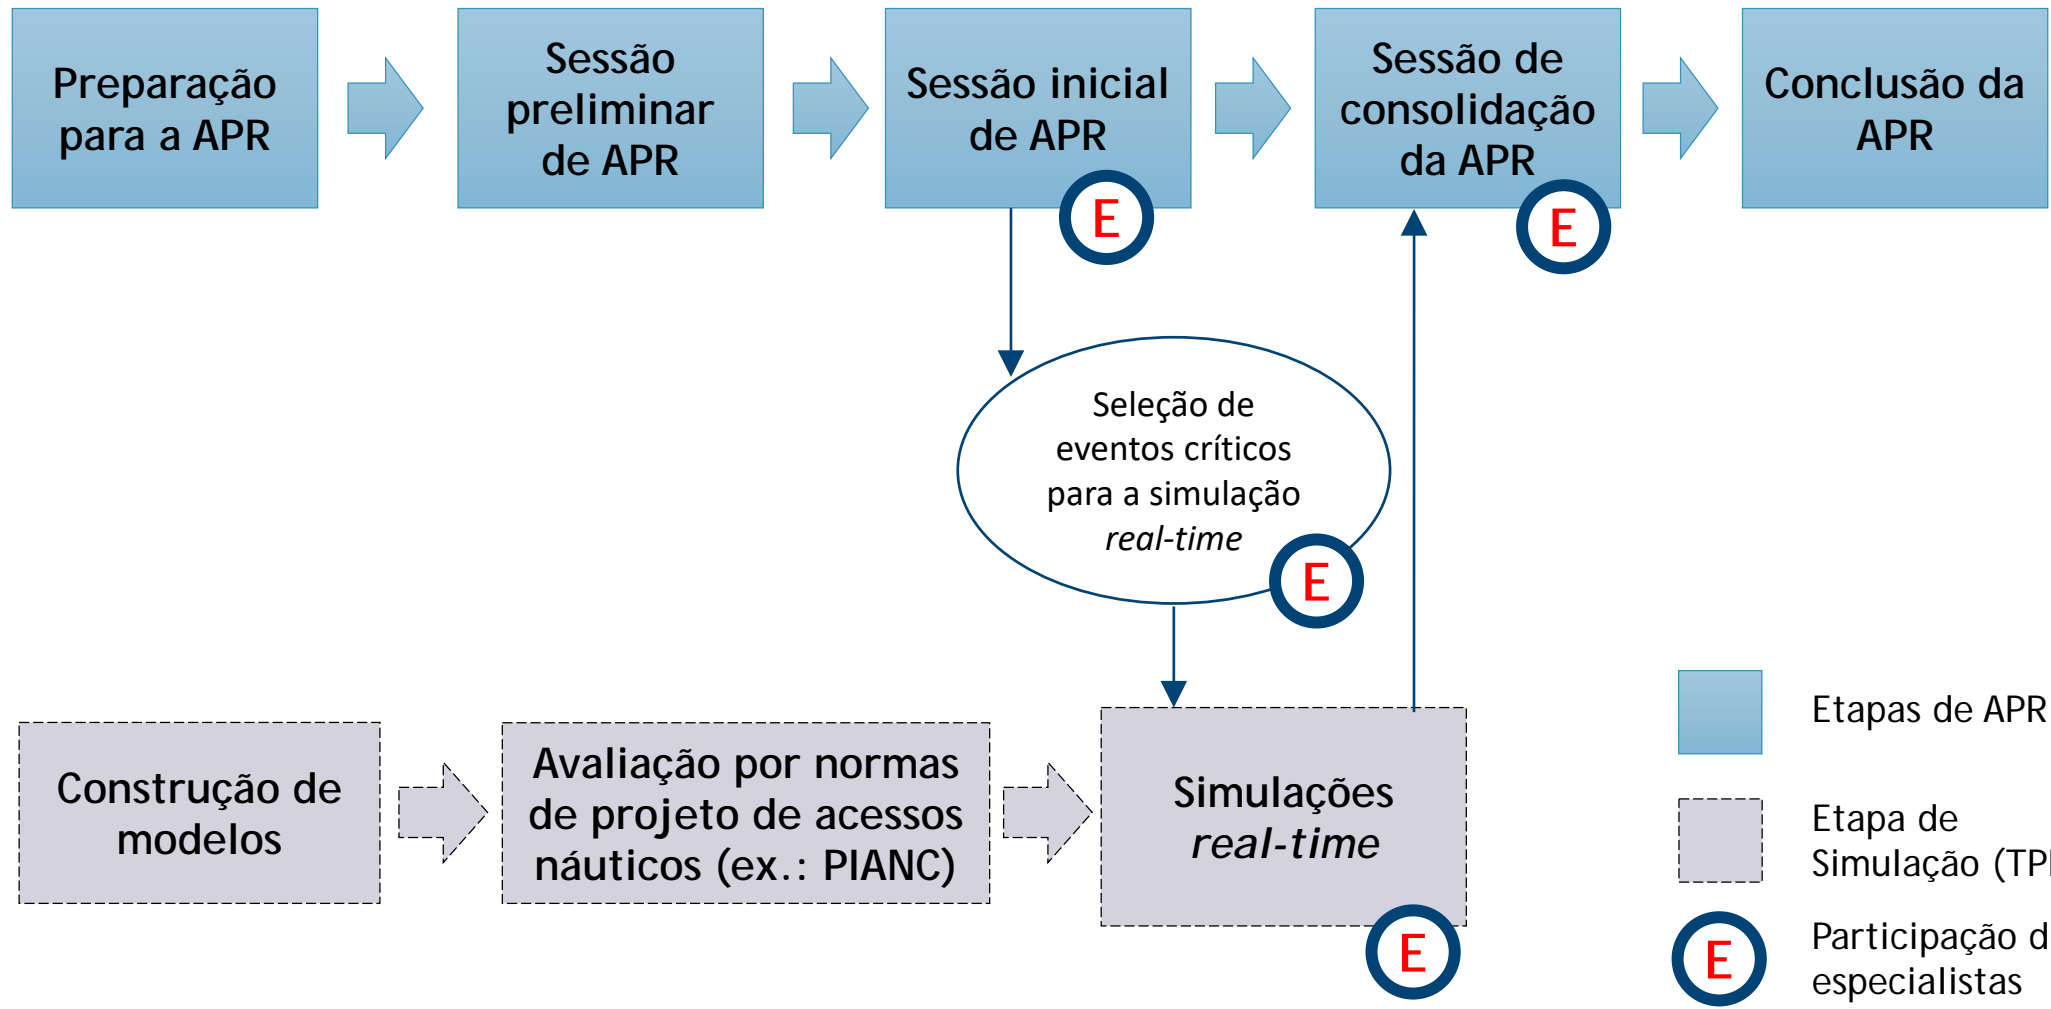 Preparação
para a APR
Sessão
preliminar
de APR
Sessão inicial
de APR
E
Sessão de
consolidação
da APR
E
Conclusão da
APR
Seleção de
eventos críticos
para a simulação
real-time
E
Construção de
modelos
Avaliação por normas
de projeto de acessos
náuticos (ex.: PIANC)
Simulações
real-time
E
Etapas de APR
Etapa de
Simulação
E
Participação
especialistas